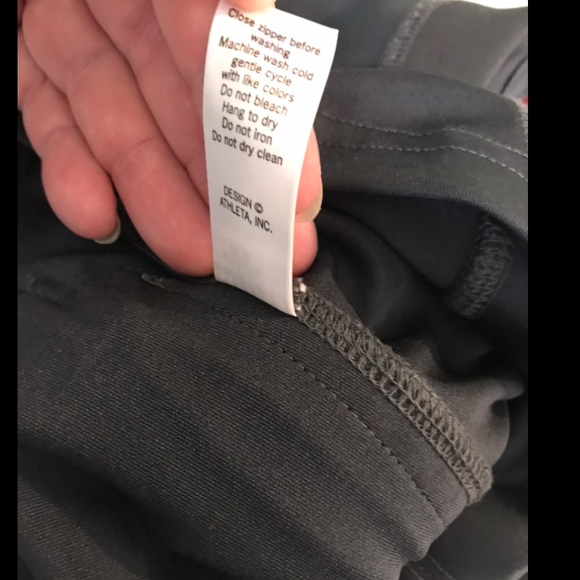 Close zipper before
washing
Machine wash cold
gentle cycle
with like colors
Do not bleach
Hang to dry
Do not iron
Do not dry clean
DESIGN ©
ATHLETA, INC.